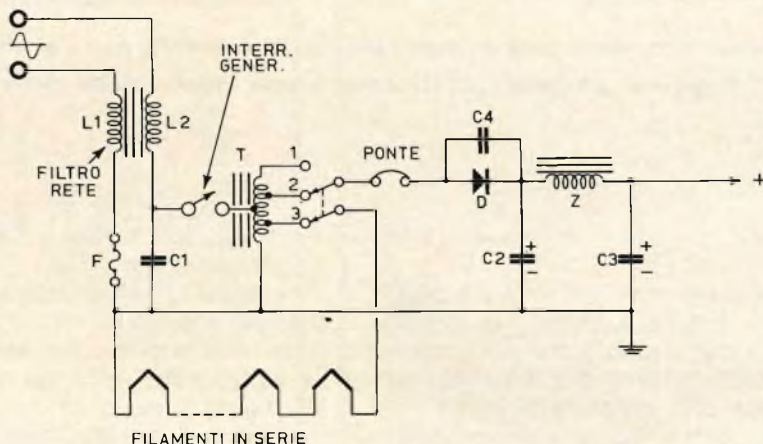 INTERR.
GENER.
L1
L2
FILTRO
RETE
T
1
2
3
PONTE
C4
D
Z
+
F
C1
C2
+
−
C3
+
−
FILAMENTI IN SERIE